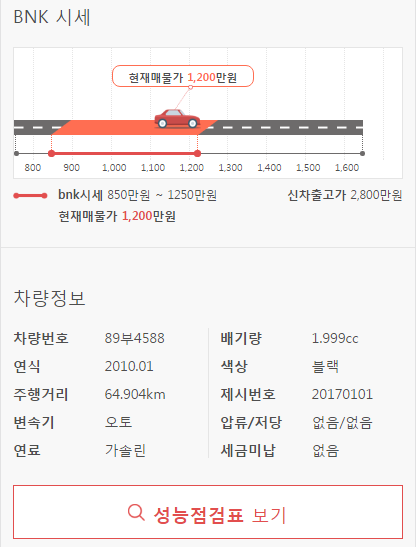 BNK 시세
현재매물가 1,200만원
800 900 1,000 1,100 1,200 1,300 1,400 1,500 1,600
bnk시세 850만원 ~ 1250만원 신차출고가 2,800만원
현재매물가 1,200만원
차량정보
차량번호 89부4588 배기량 1.999cc
연식 2010.01 색상 블랙
주행거리 64.904km 제시번호 20170101
변속기 오토 압류/저당 없음/없음
연료 가솔린 세금미납 없음
성능점검표 보기